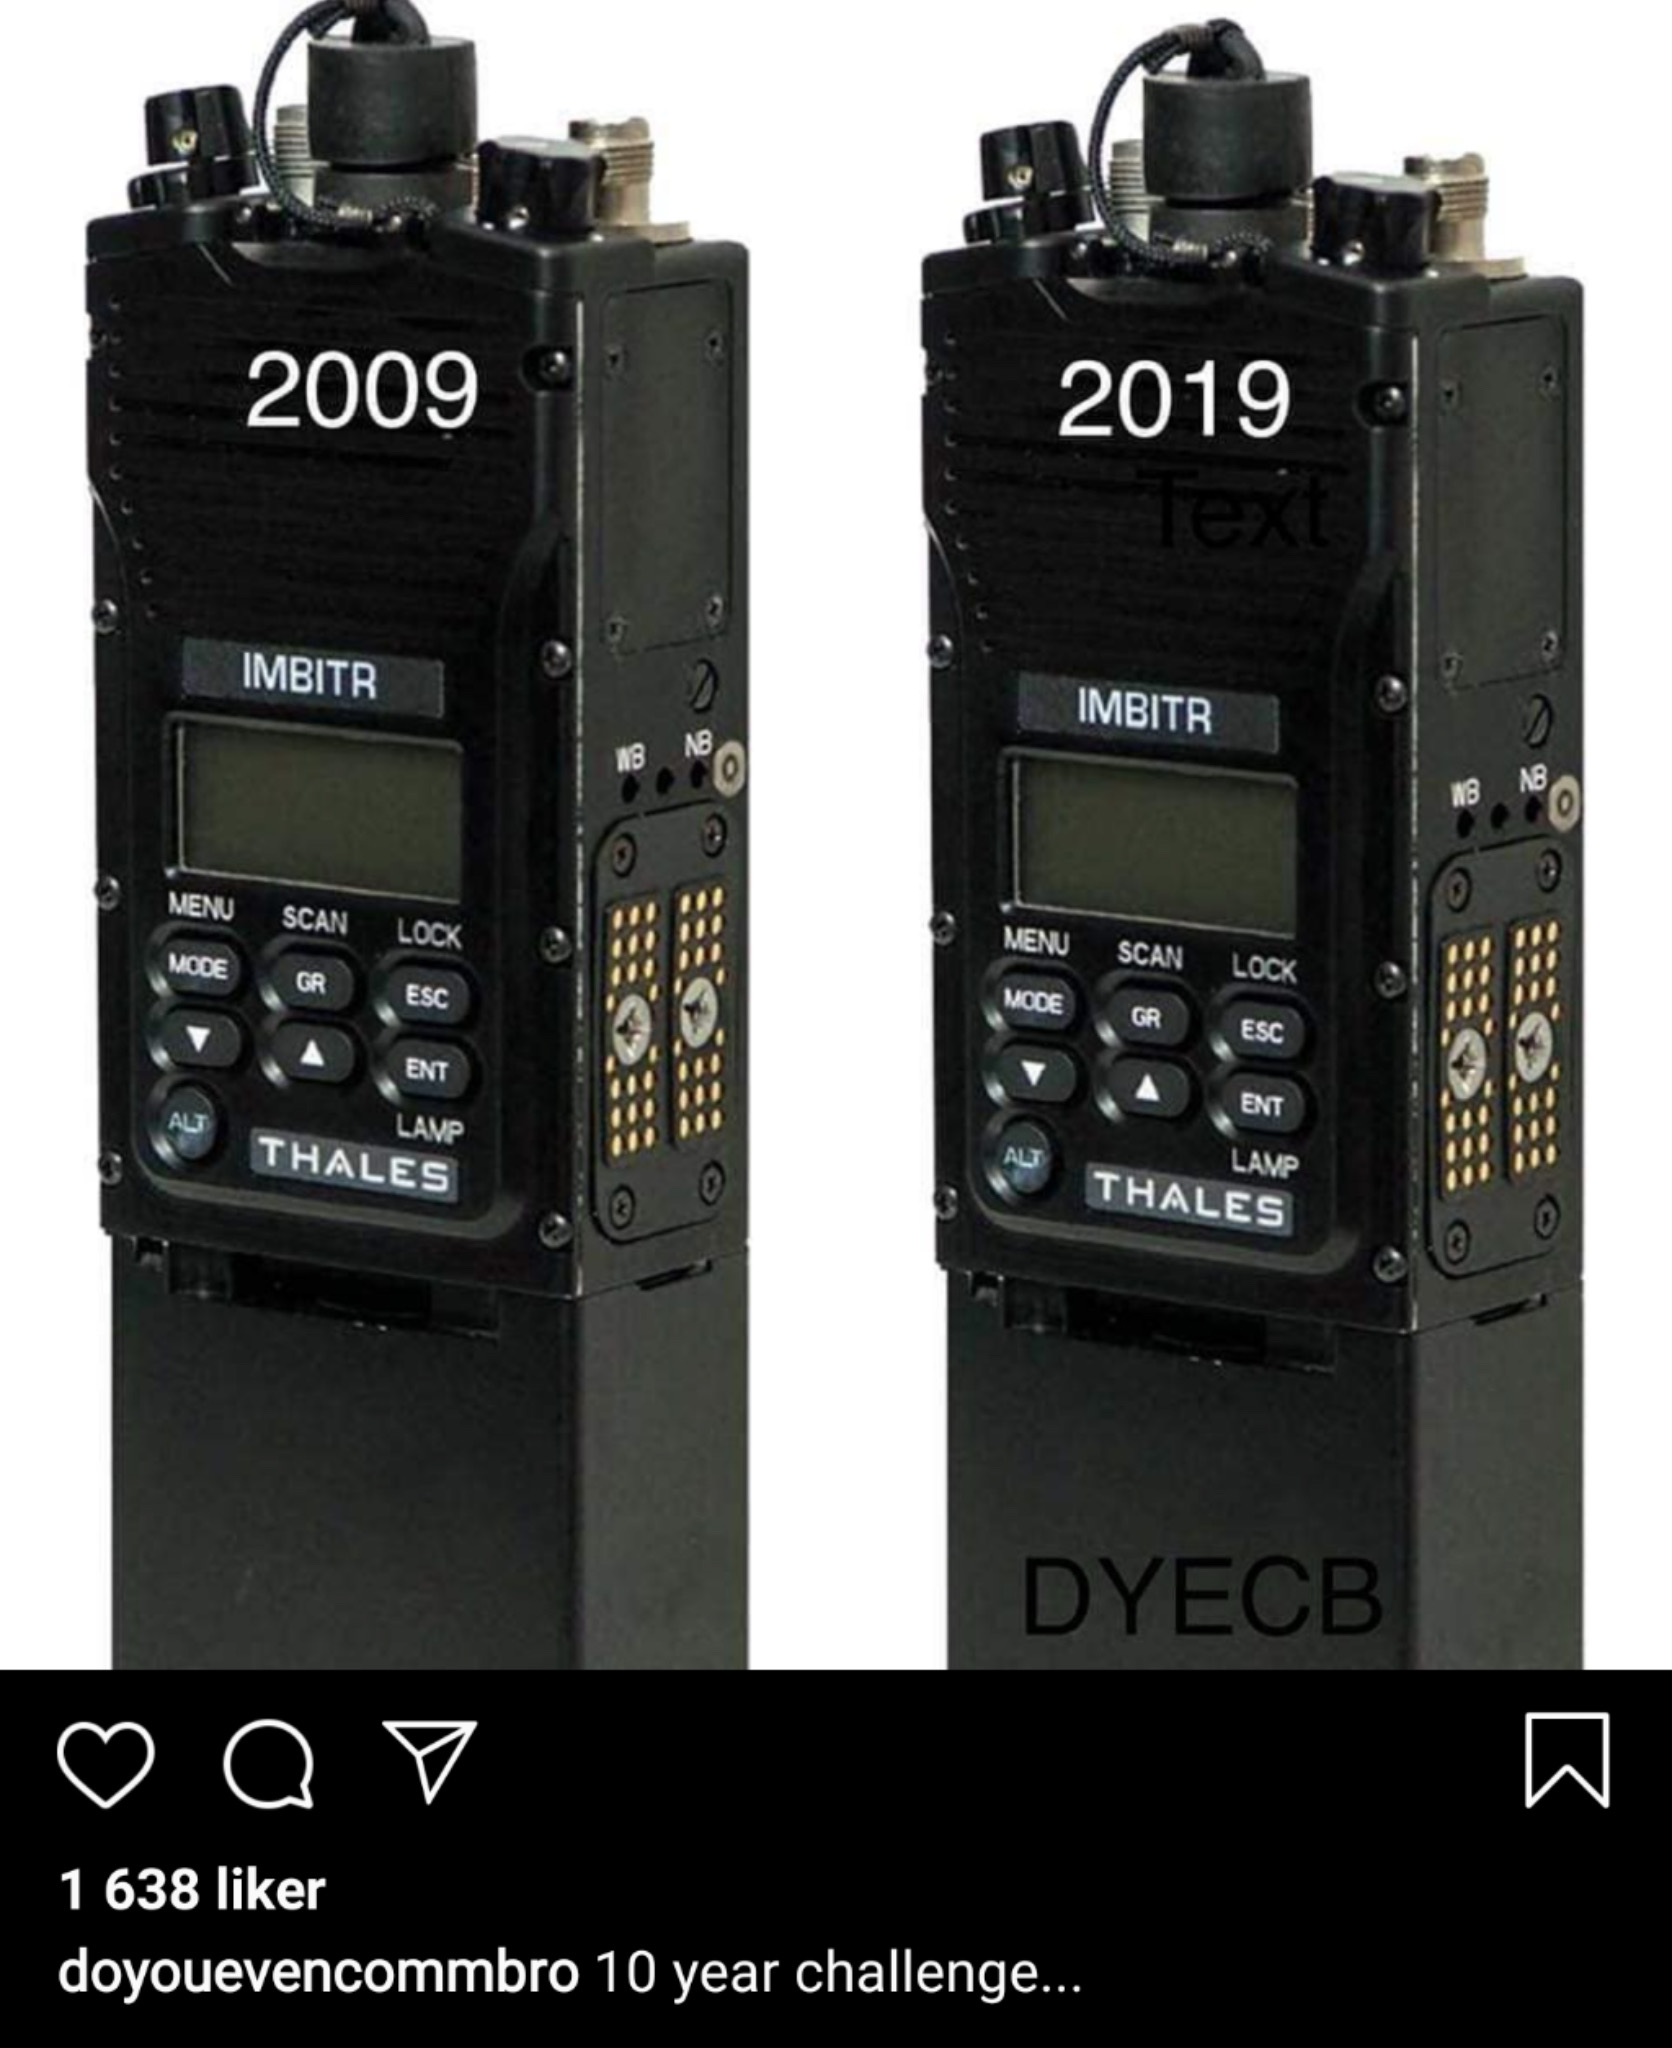 2009
IMBITR
WB NB
MENU SCAN LOCK
MODE GR ESC
▼ ▲ ENT
ALT LAMP
THALES
2019
Text
IMBITR
WB NB
MENU SCAN LOCK
MODE GR ESC
▼ ▲ ENT
ALT LAMP
THALES
DYECB
1 638 liker
doyouevencommbro 10 year challenge...